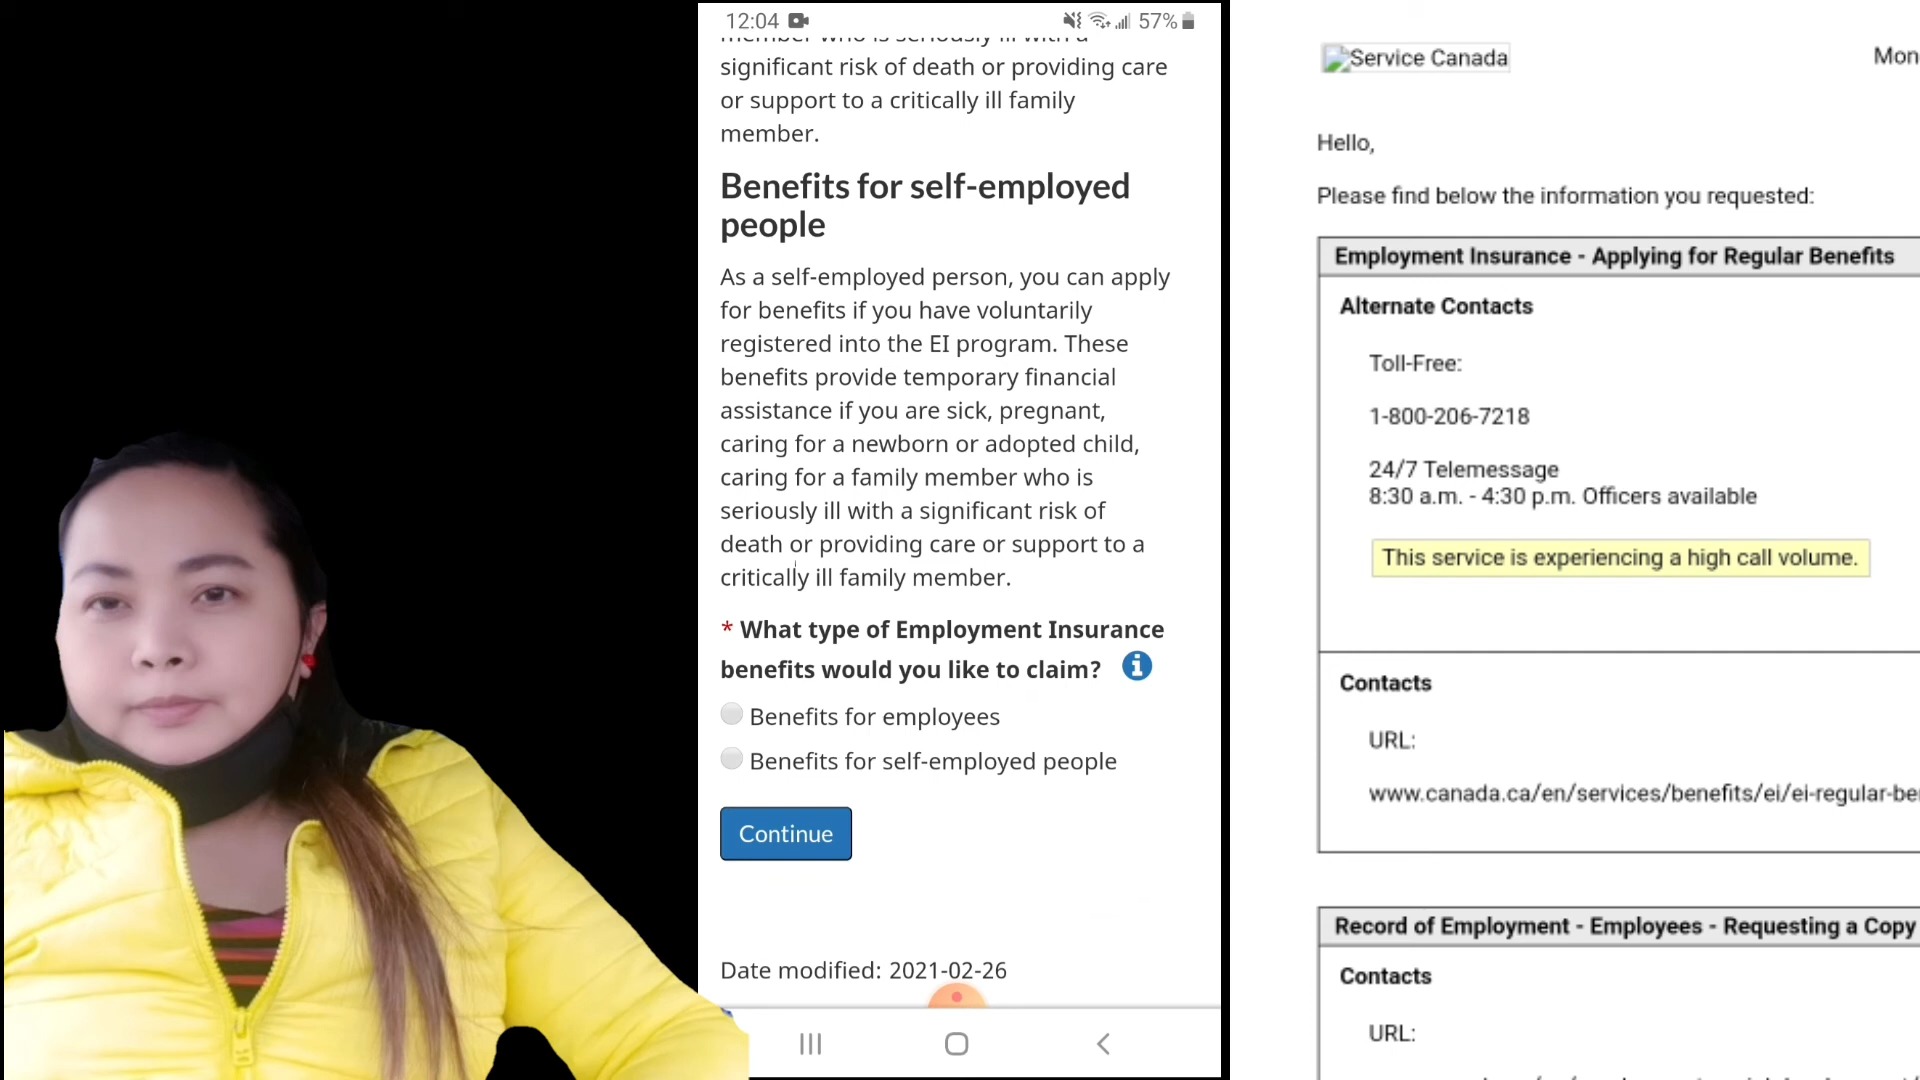 12:04
57%
member who is seriously ill with a
significant risk of death or providing care
or support to a critically ill family
member.
Benefits for self-employed
people
As a self-employed person, you can apply
for benefits if you have voluntarily
registered into the EI program. These
benefits provide temporary financial
assistance if you are sick, pregnant,
caring for a newborn or adopted child,
caring for a family member who is
seriously ill with a significant risk of
death or providing care or support to a
critically ill family member.
* What type of Employment Insurance
benefits would you like to claim?
Benefits for employees
Benefits for self-employed people
Continue
Date modified: 2021-02-26
Service Canada
Mon
Hello,
Please find below the information you requested:
Employment Insurance - Applying for Regular Benefits
Alternate Contacts
Toll-Free:
1-800-206-7218
24/7 Telemessage
8:30 a.m. - 4:30 p.m. Officers available
This service is experiencing a high call volume.
Contacts
URL:
www.canada.ca/en/services/benefits/ei/ei-regular-be
Record of Employment - Employees - Requesting a Copy
Contacts
URL: